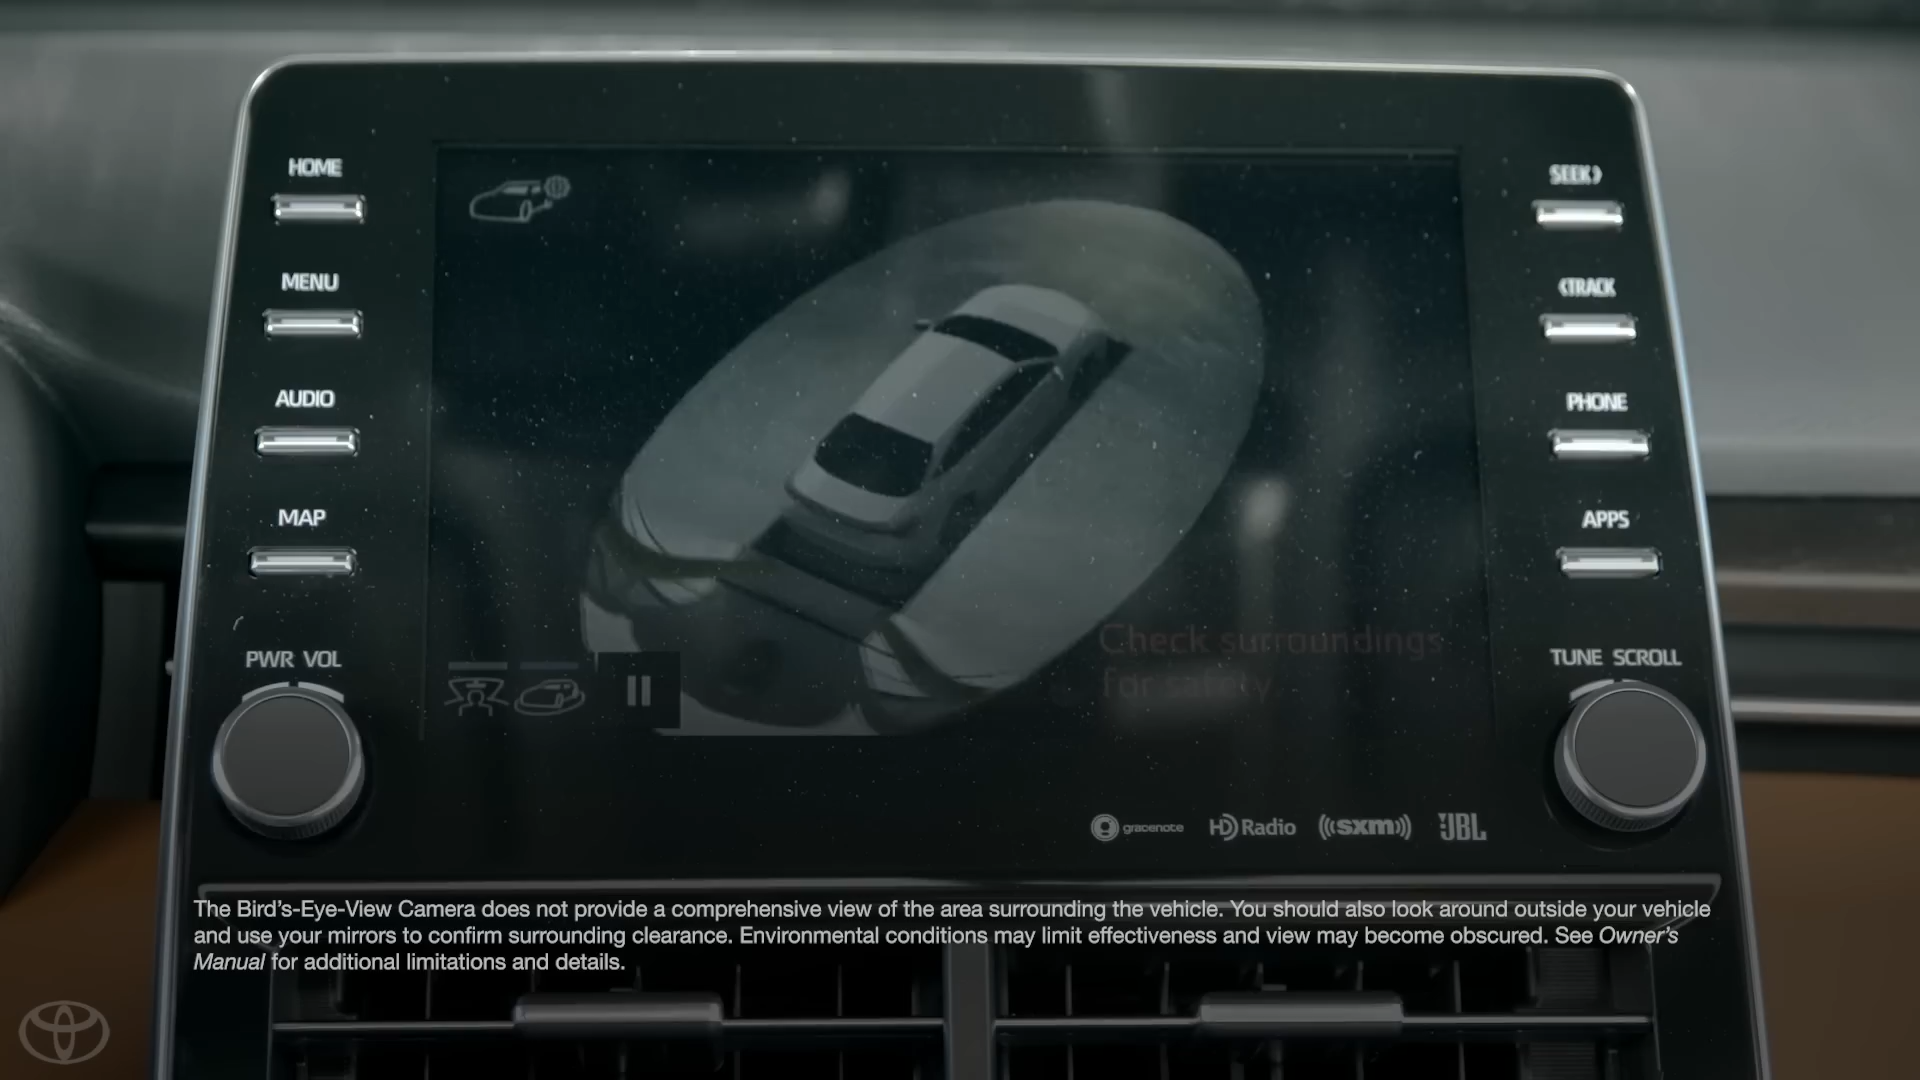 HOME
MENU
AUDIO
MAP
PWR VOL
SEEK>
<TRACK
PHONE
APPS
TUNE SCROLL
Check surroundings
for safety
gracenote
HD Radio
((sxm))
JBL
The Bird's-Eye-View Camera does not provide a comprehensive view of the area surrounding the vehicle. You should also look around outside your vehicle
and use your mirrors to confirm surrounding clearance. Environmental conditions may limit effectiveness and view may become obscured. See Owner's
Manual for additional limitations and details.